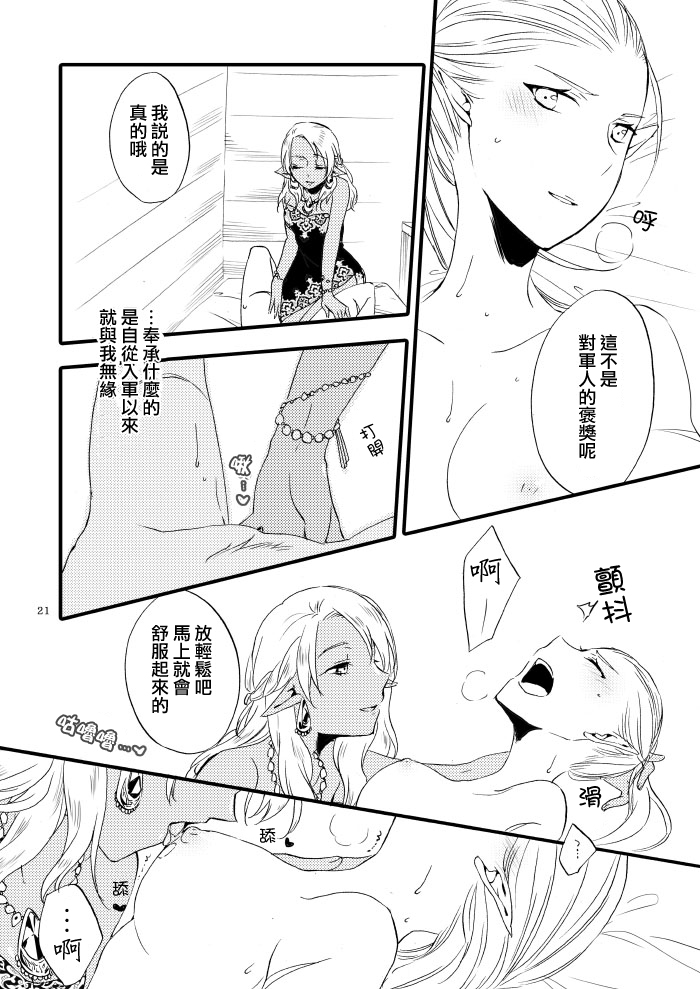 呼
這不是
對軍人的褒獎呢
我説的是
真的哦
…奉承什麼的
是自從入軍以來
就與我無緣
打開
啾…♡
顫抖
啊
放輕鬆吧
馬上就會
舒服起來的
咕嚕嚕…♡
滑
…
舔♥
舔♥
…啊
21